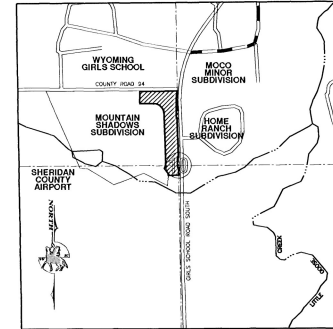 WYOMING
GIRLS SCHOOL
MOCO
MINOR
SUBDIVISION
COUNTY ROAD 94
MOUNTAIN
SHADOWS
SUBDIVISION
HOME
RANCH
SUBDIVISION
SHERIDAN
COUNTY
AIRPORT
NORTH
GIRLS SCHOOL ROAD SOUTH
LITTLE
GOOSE
CREEK